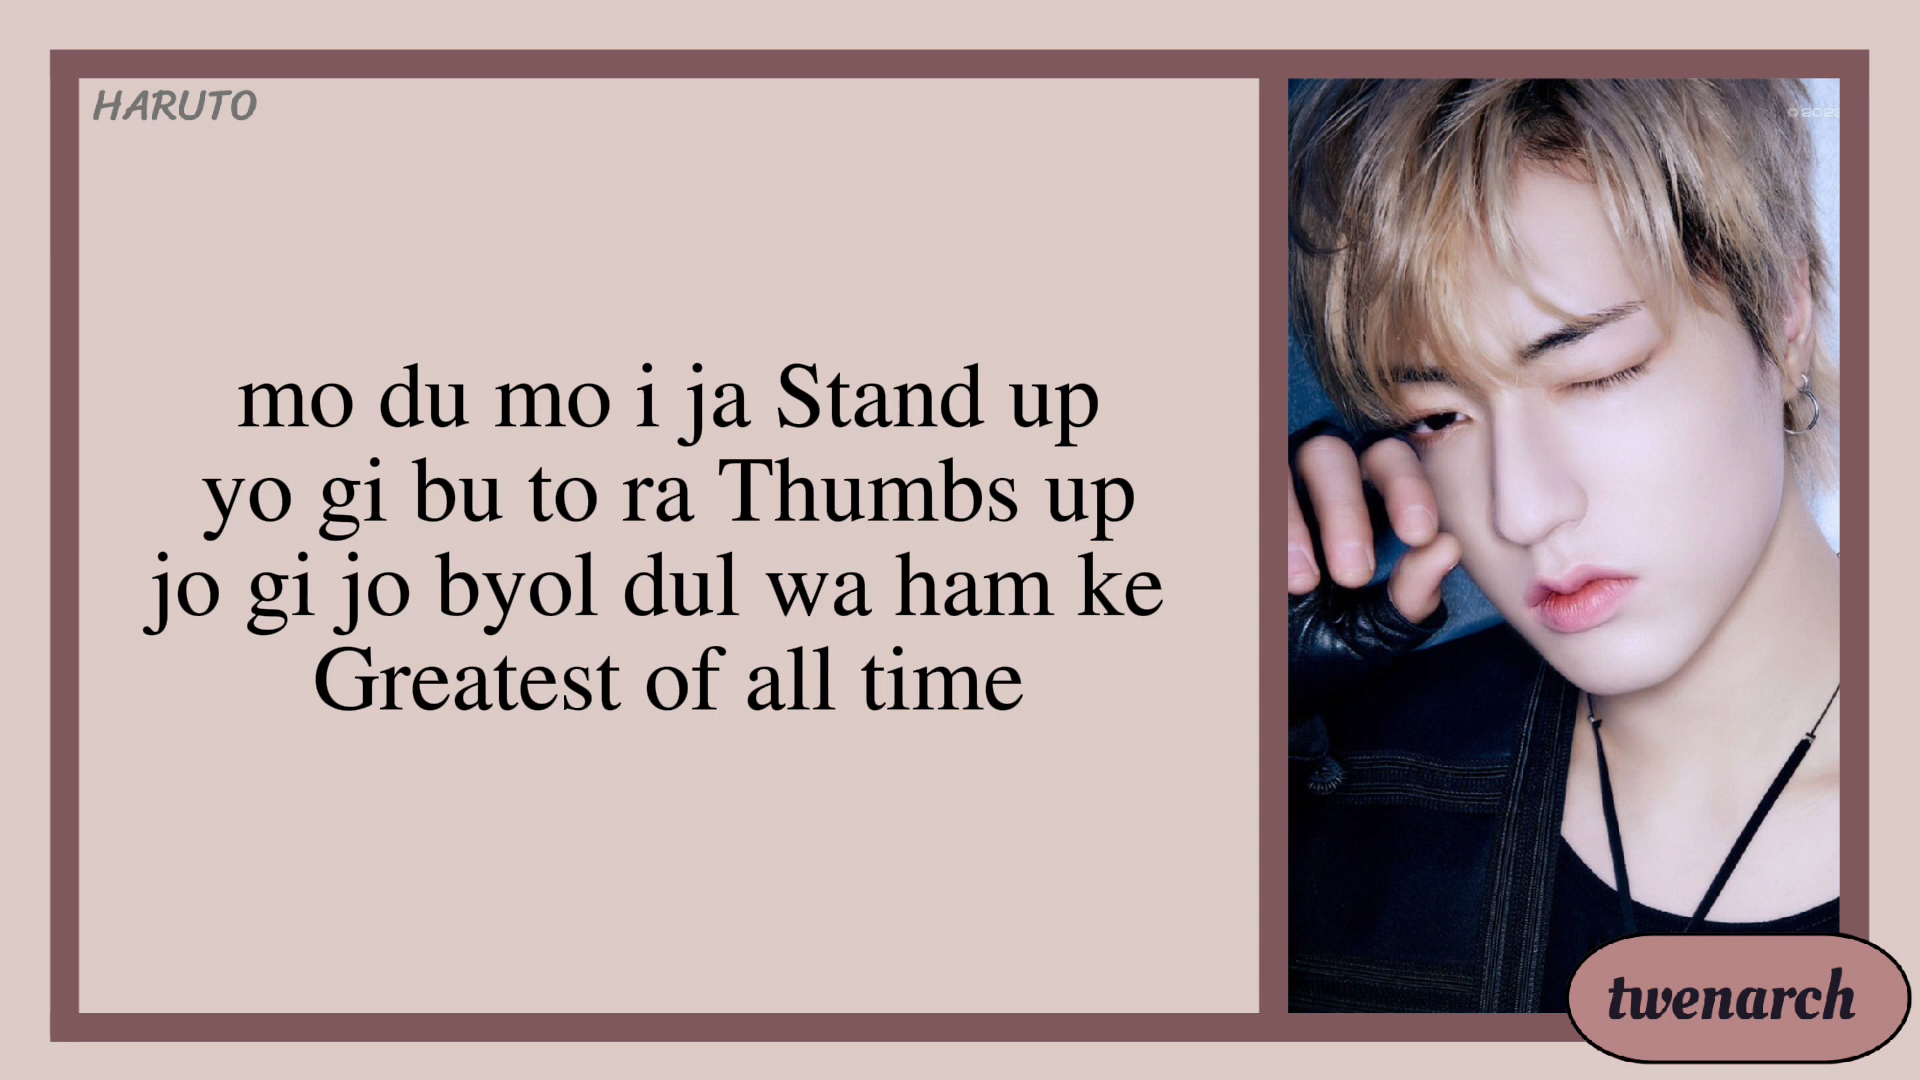 HARUTO
mo du mo i ja Stand up
yo gi bu to ra Thumbs up
jo gi jo byol dul wa ham ke
Greatest of all time
twenarch